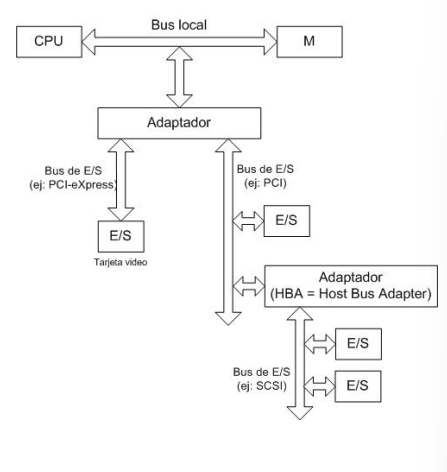 Bus local
CPU
M
Adaptador
Bus de E/S
(ej: PCI-eXpress)
Bus de E/S
(ej: PCI)
E/S
E/S
Tarjeta video
Adaptador
(HBA = Host Bus Adapter)
E/S
Bus de E/S
(ej: SCSI)
E/S